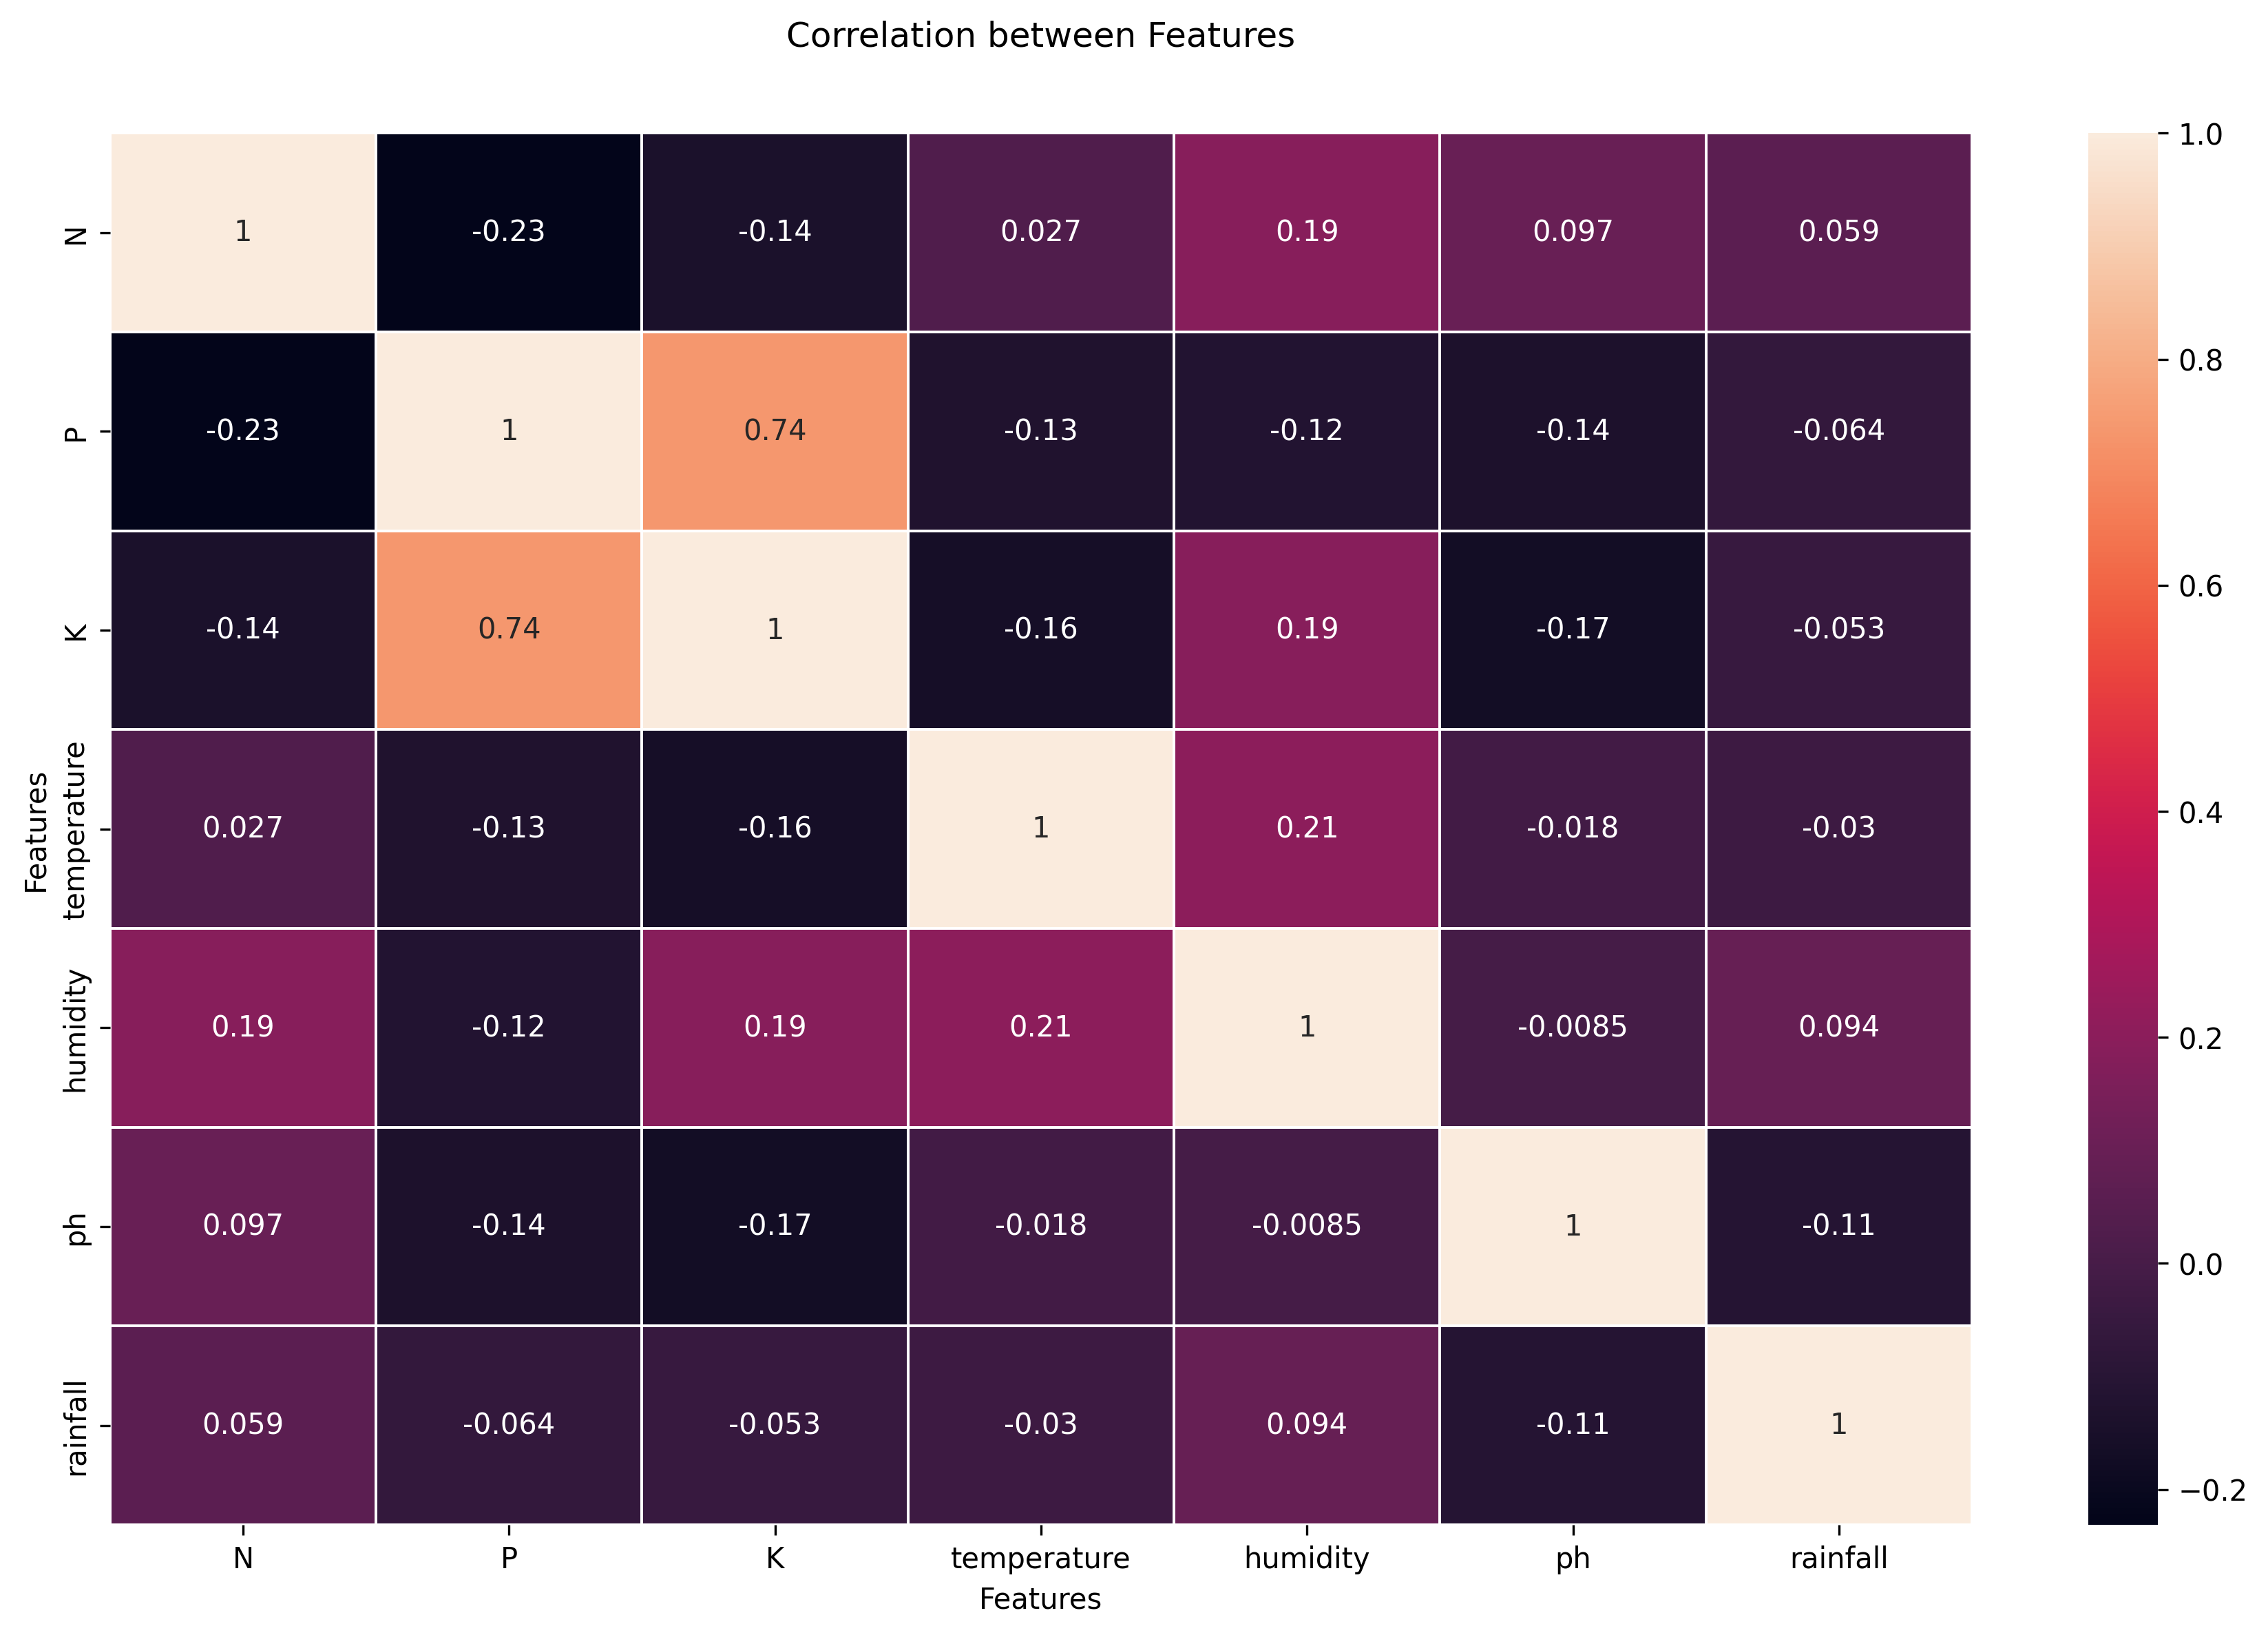 Correlation between Features
1.0
N 1 -0.23 -0.14 0.027 0.19 0.097 0.059
0.8
P -0.23 1 0.74 -0.13 -0.12 -0.14 -0.064
0.6
K -0.14 0.74 1 -0.16 0.19 -0.17 -0.053
0.4
Features
temperature 0.027 -0.13 -0.16 1 0.21 -0.018 -0.03
0.2
humidity 0.19 -0.12 0.19 0.21 1 -0.0085 0.094
ph 0.097 -0.14 -0.17 -0.018 -0.0085 1 -0.11
0.0
rainfall 0.059 -0.064 -0.053 -0.03 0.094 -0.11 1
−0.2
N P K temperature humidity ph rainfall
Features